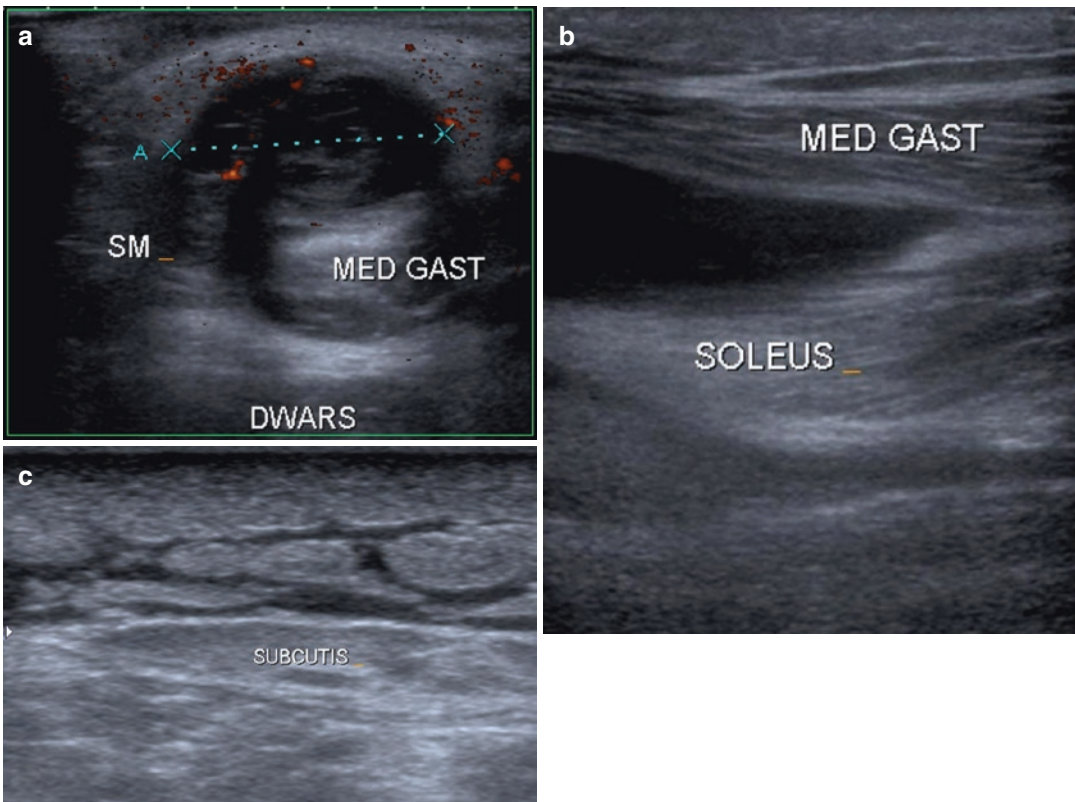 a
A
SM
MED GAST
DWARS
b
MED GAST
SOLEUS
c
SUBCUTIS